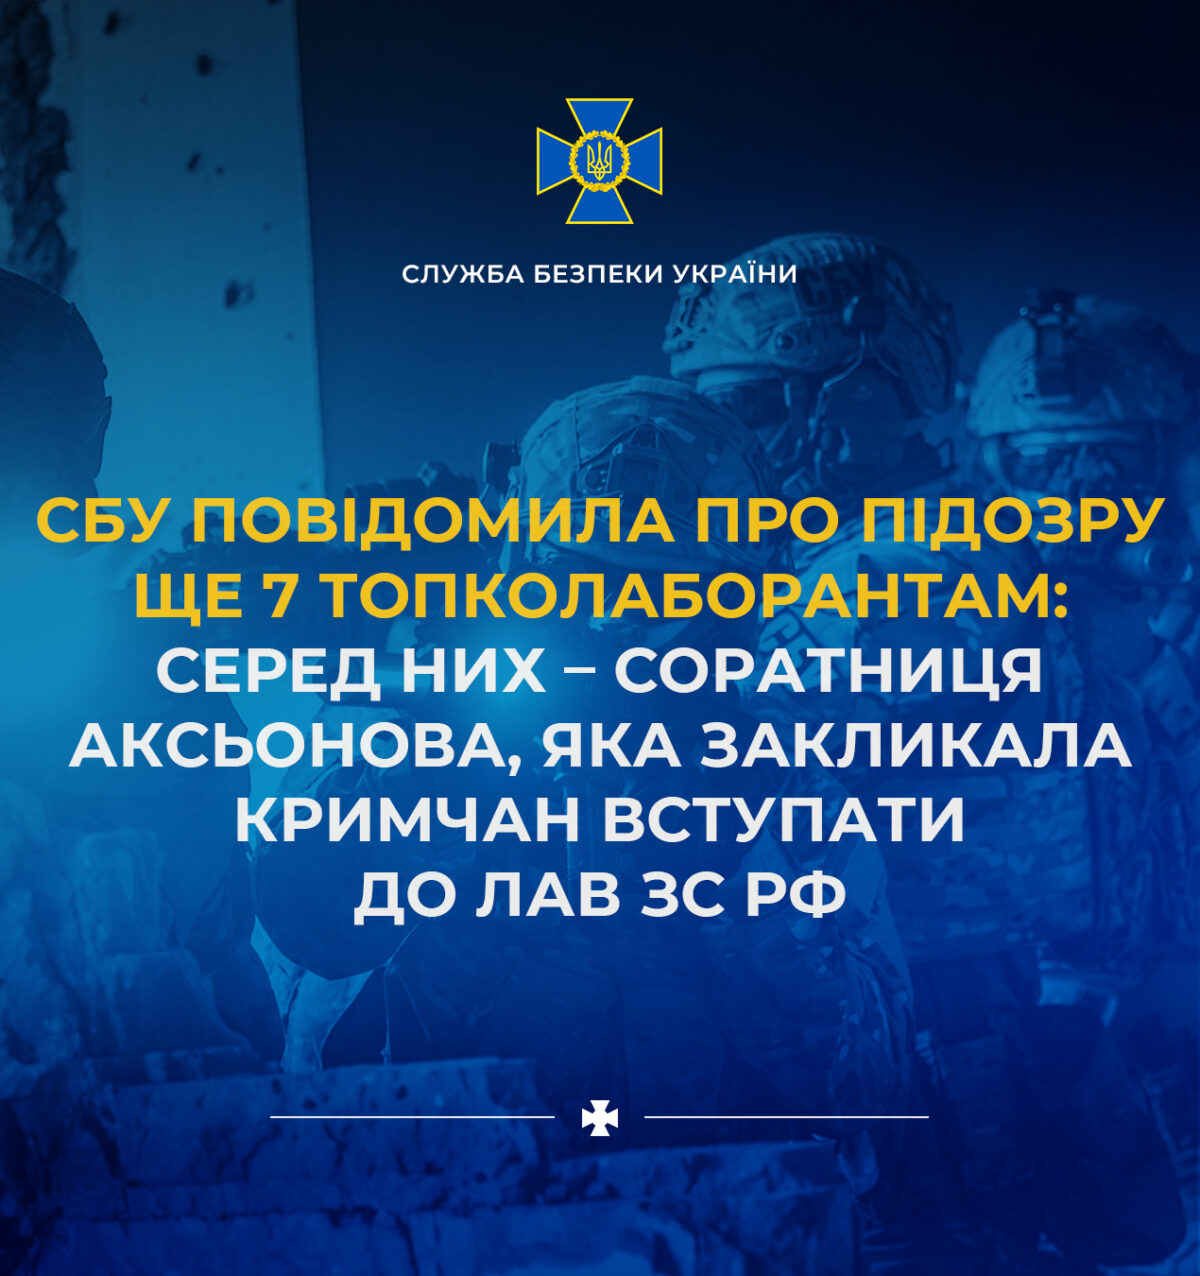 СЛУЖБА БЕЗПЕКИ УКРАЇНИ
СБУ ПОВІДОМИЛА ПРО ПІДОЗРУ
ЩЕ 7 ТОПКОЛАБОРАНТАМ:
СЕРЕД НИХ – СОРАТНИЦЯ
АКСЬОНОВА, ЯКА ЗАКЛИКАЛА
КРИМЧАН ВСТУПАТИ
ДО ЛАВ ЗС РФ